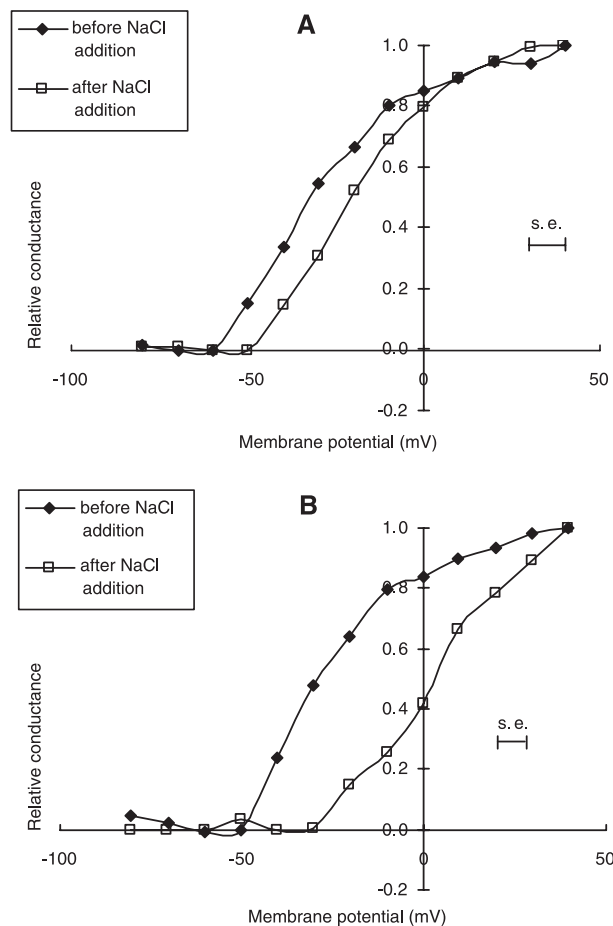 A
before NaCl
addition
after NaCl
addition
1.0
0.8
0.6
0.4
0.2
0.0
-0.2
s. e.
Relative conductance
-100
-50
0
50
Membrane potential (mV)
B
before NaCl
addition
after NaCl
addition
1.0
0.8
0.6
0.4
0.2
0.0
-0.2
s. e.
Relative conductance
-100
-50
0
50
Membrane potential (mV)